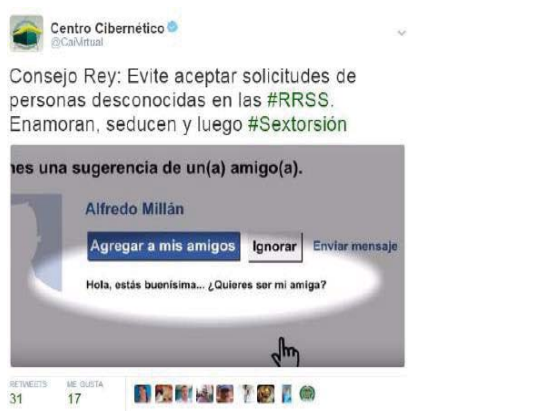 Centro Cibernético
@CaiVirtual
Consejo Rey: Evite aceptar solicitudes de
personas desconocidas en las #RRSS.
Enamoran, seducen y luego #Sextorsión
nes una sugerencia de un(a) amigo(a).
Alfredo Millán
Agregar a mis amigos Ignorar Enviar mensaje
Hola, estás buenísima... ¿Quieres ser mi amiga?
RETWEETS ME GUSTA
31 17